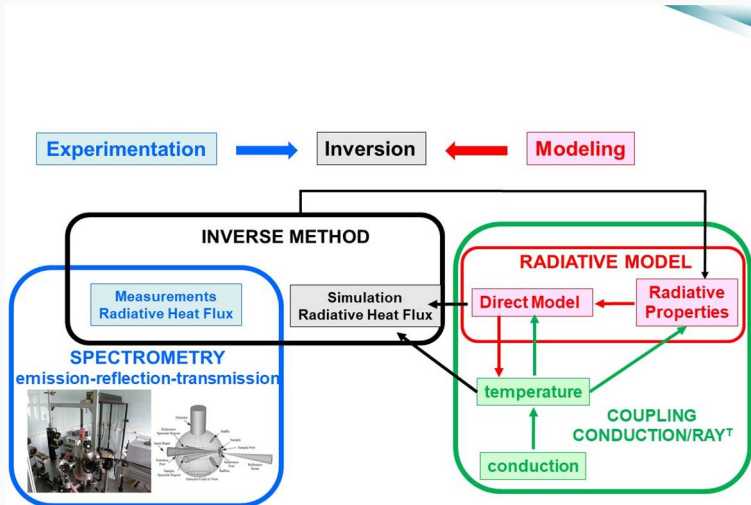 Experimentation
Inversion
Modeling
INVERSE METHOD
RADIATIVE MODEL
Measurements
Radiative Heat Flux
Simulation
Radiative Heat Flux
Direct Model
Radiative
Properties
SPECTROMETRY
emission-reflection-transmission
temperature
COUPLING
CONDUCTION/RAYᵀ
conduction